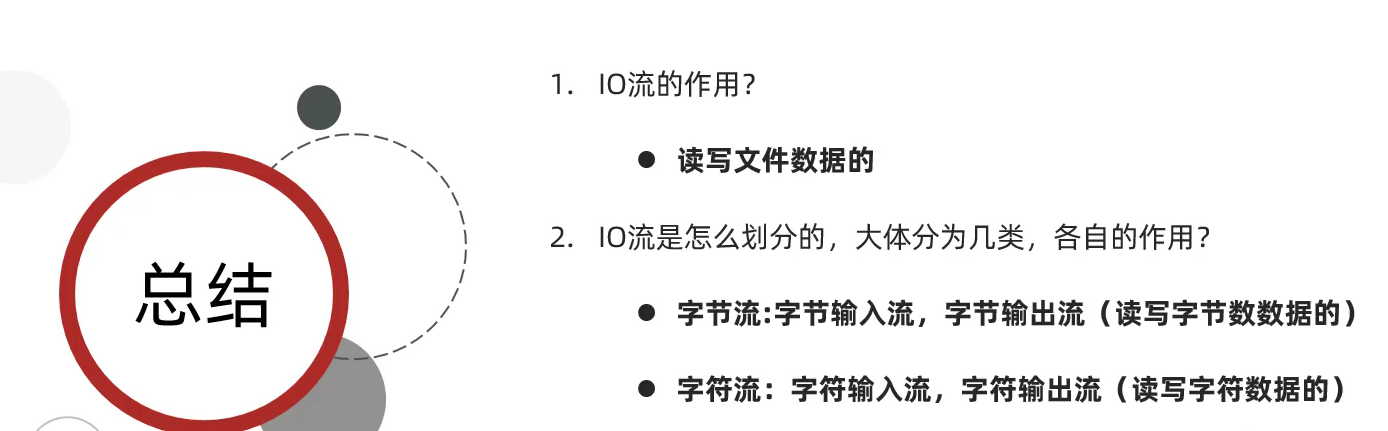 总结
1. IO流的作用？
● 读写文件数据的
2. IO流是怎么划分的，大体分为几类，各自的作用？
● 字节流:字节输入流，字节输出流（读写字节数数据的）
● 字符流：字符输入流，字符输出流（读写字符数据的）